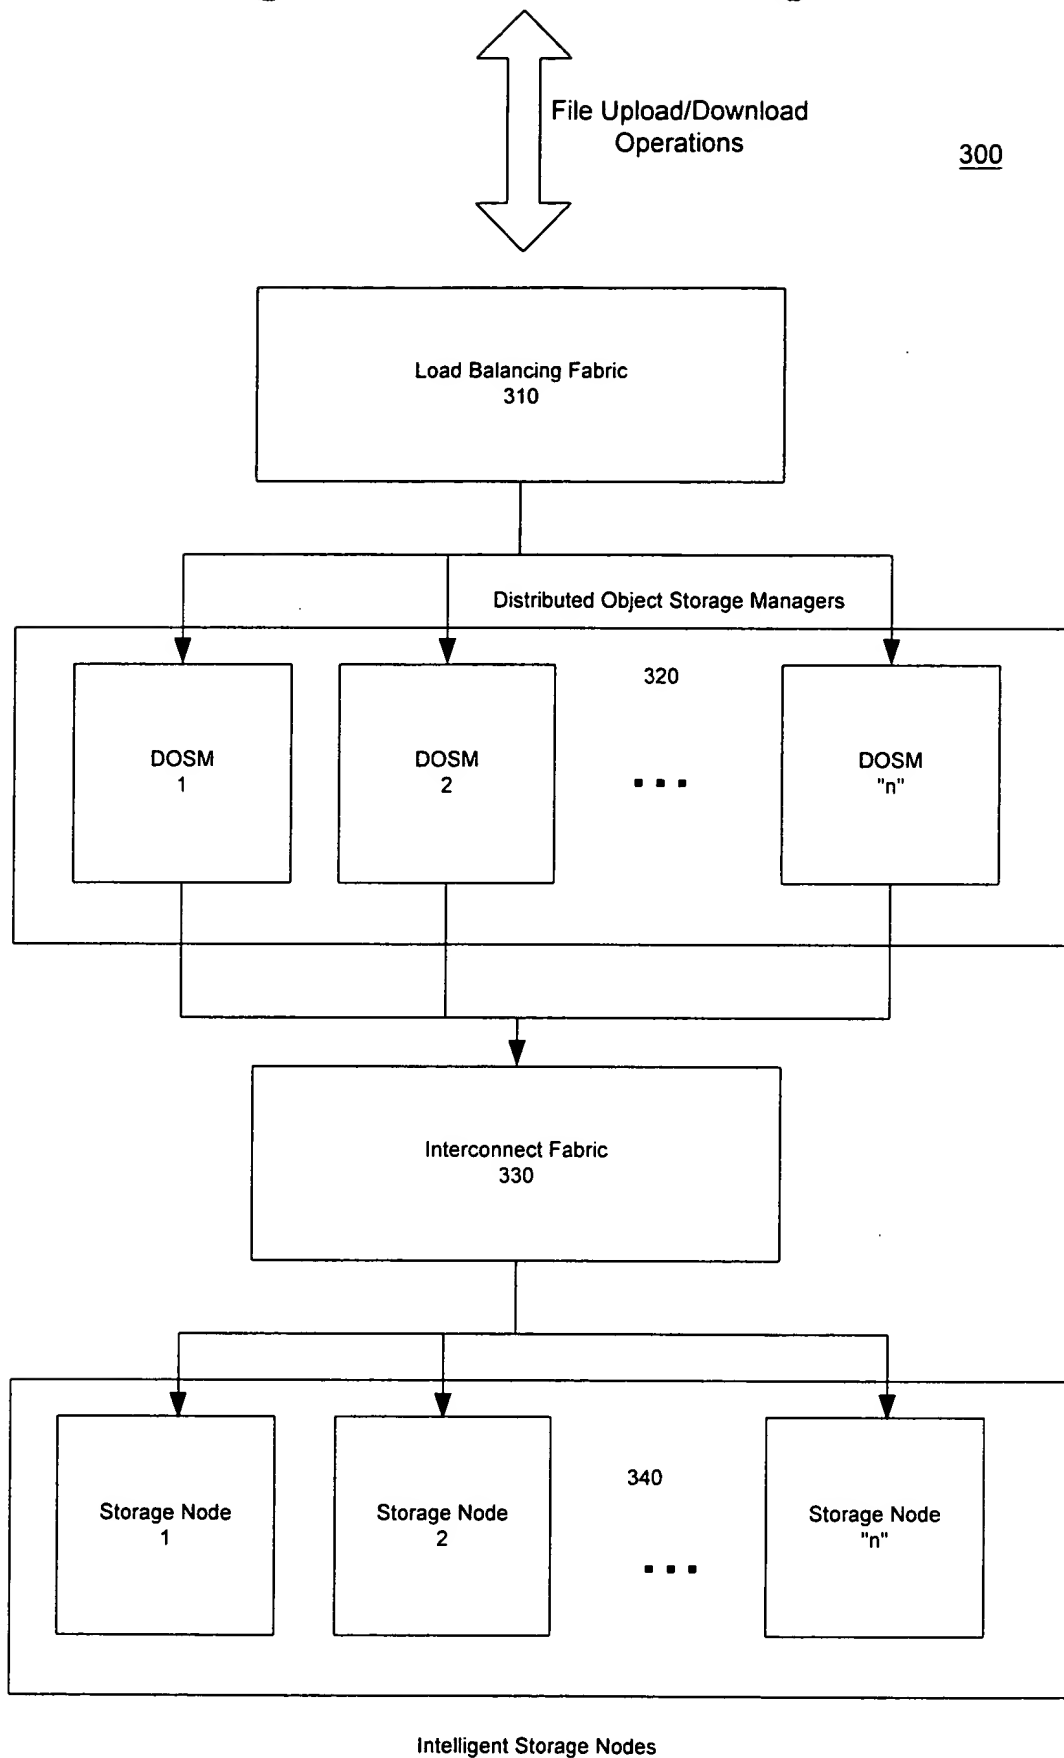 File Upload/Download
Operations
300
Load Balancing Fabric
310
Distributed Object Storage Managers
320
DOSM
1
DOSM
2
DOSM
"n"
Interconnect Fabric
330
340
Storage Node
1
Storage Node
2
Storage Node
"n"
Intelligent Storage Nodes